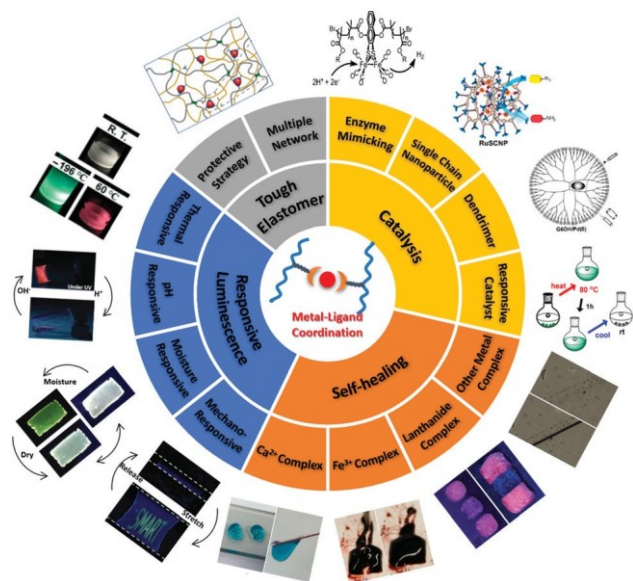 Metal-Ligand
Coordination
Tough
Elastomer
Catalysis
Self-healing
Responsive
Luminescence
Protective
Strategy
Multiple
Network
Enzyme
Mimicking
Single Chain
Nanoparticle
Dendrimer
Responsive
Catalyst
Other Metal
Complex
Lanthanide
Complex
Fe³⁺ Complex
Ca²⁺ Complex
Mechano-
Responsive
Moisture
Responsive
pH
Responsive
Thermal
Responsive
2H⁺ + 2e⁻
H₂
RuSCNP
heat
80 °C
1h
cool
rt
Stretch
Release
SMART
Moisture
Dry
OH⁻
H⁺
Under UV
R. T
−196 °C
60 °C